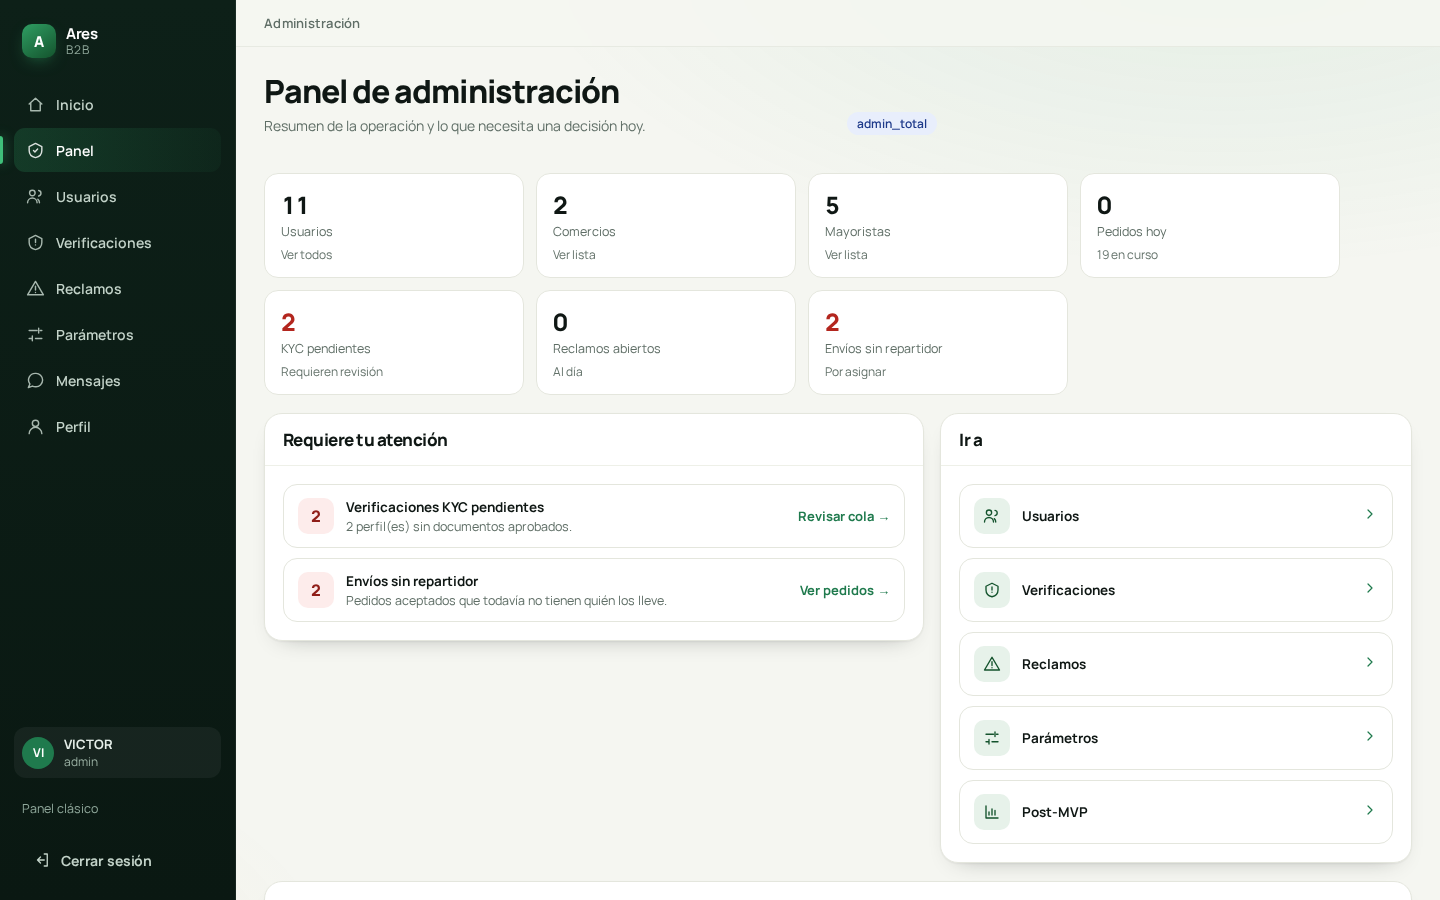 A
Ares
B2B
Inicio
Panel
Usuarios
Verificaciones
Reclamos
Parámetros
Mensajes
Perfil
VI
VICTOR
admin
Panel clásico
Cerrar sesión
Administración
Panel de administración
Resumen de la operación y lo que necesita una decisión hoy.
admin_total
11
Usuarios
Ver todos
2
Comercios
Ver lista
5
Mayoristas
Ver lista
0
Pedidos hoy
19 en curso
2
KYC pendientes
Requieren revisión
0
Reclamos abiertos
Al día
2
Envíos sin repartidor
Por asignar
Requiere tu atención
2
Verificaciones KYC pendientes
2 perfil(es) sin documentos aprobados.
Revisar cola →
2
Envíos sin repartidor
Pedidos aceptados que todavía no tienen quién los lleve.
Ver pedidos →
Ir a
Usuarios
Verificaciones
Reclamos
Parámetros
Post-MVP